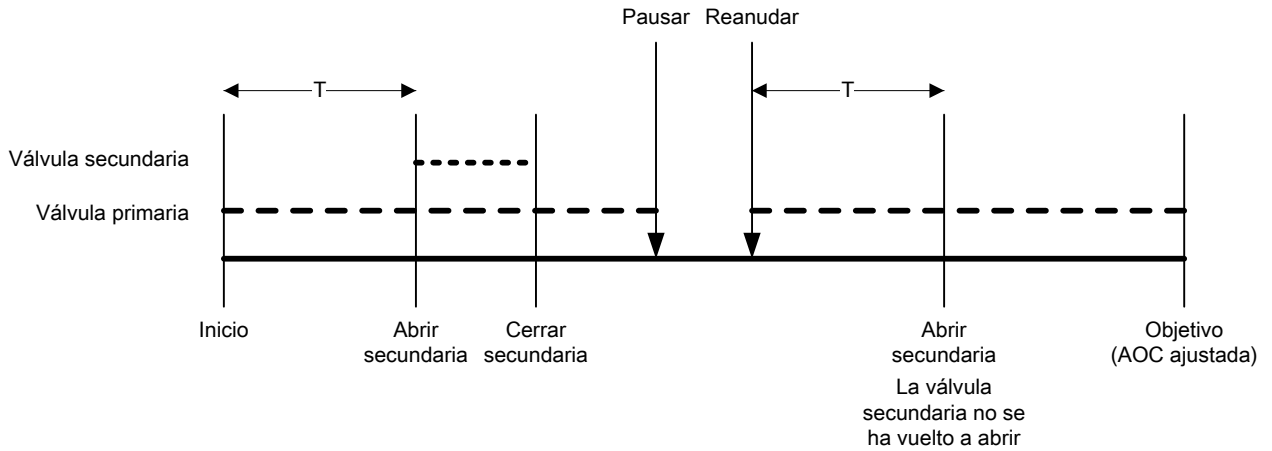 Pausar
Reanudar
T
T
Válvula secundaria
Válvula primaria
Inicio
Abrir
secundaria
Cerrar
secundaria
Abrir
secundaria
La válvula
secundaria no se
ha vuelto a abrir
Objetivo
(AOC ajustada)